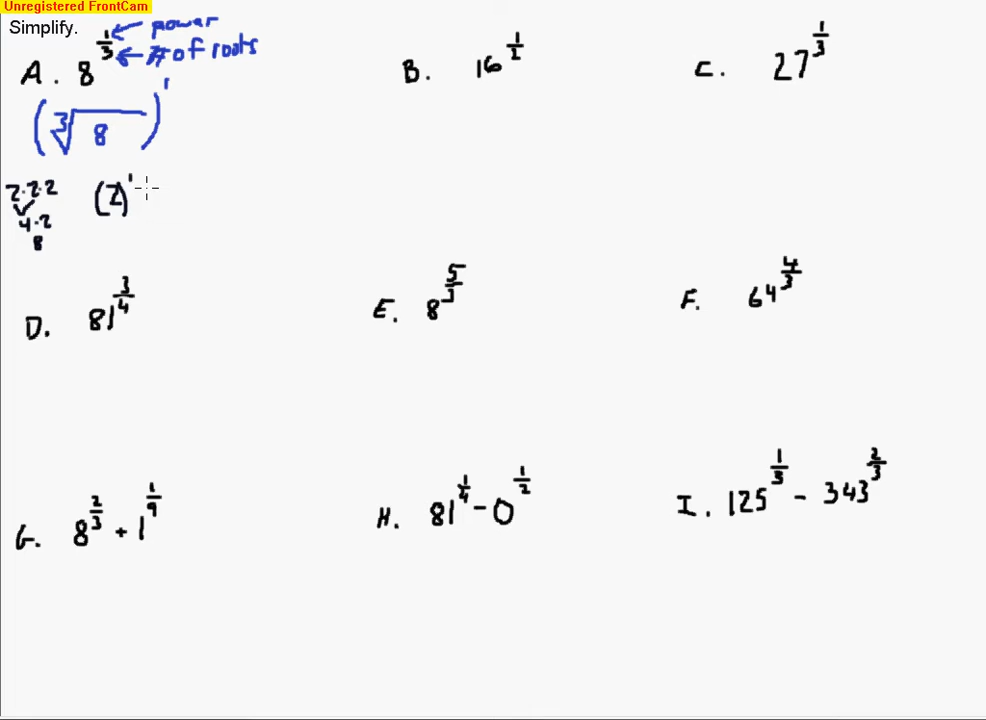 Unregistered FrontCam
Simplify.
A. 8^(1/3) ← power
← # of roots
(∛8)^1
2·2·2 (2)^1
4·2
8
B. 16^(1/2)
C. 27^(1/3)
D. 81^(3/4)
E. 8^(5/3)
F. 64^(4/3)
G. 8^(2/3) + 1^(1/9)
H. 81^(1/4) - 0^(1/2)
I. 125^(1/3) - 343^(2/3)